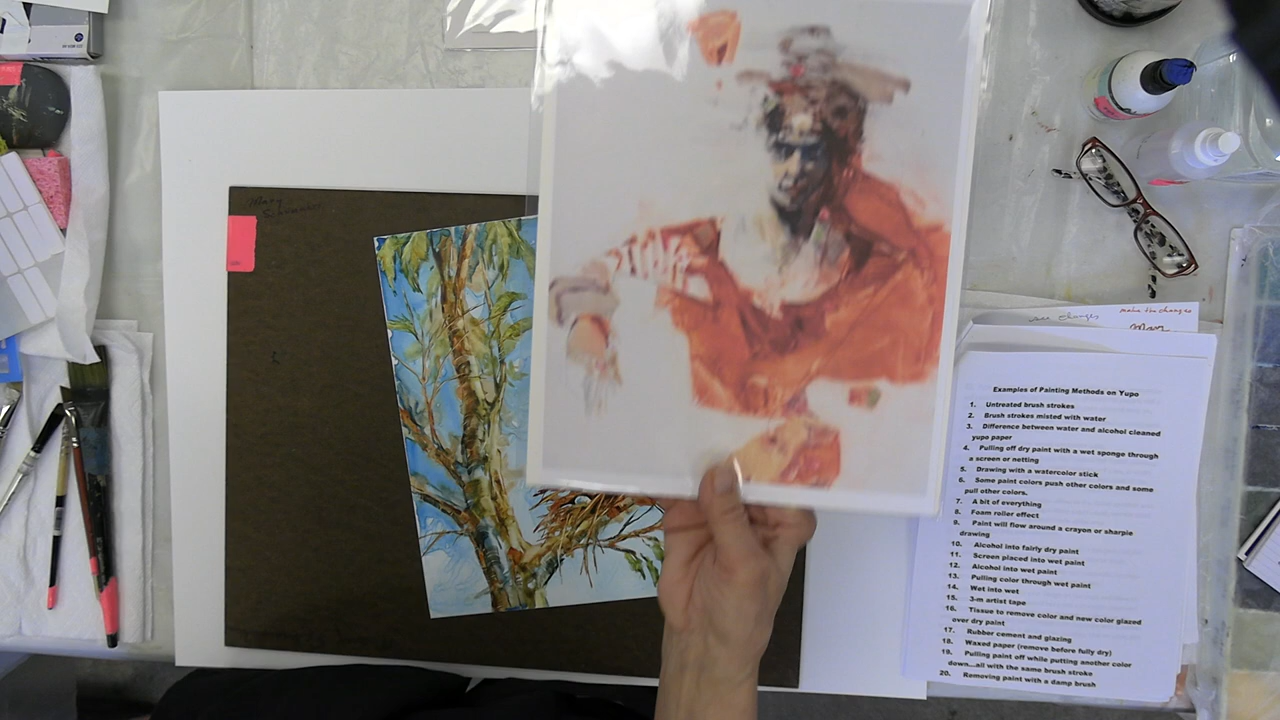 Mary
see changes
make the changes
Mary
Examples of Painting Methods on Yupo
1. Untreated brush strokes
2. Brush strokes misted with water
3. Difference between water and alcohol cleaned
yupo paper
4. Pulling off dry paint with a wet sponge through
a screen or netting
5. Drawing with a watercolor stick
6. Some paint colors push other colors and some
pull other colors.
7. A bit of everything
8. Foam roller effect
9. Paint will flow around a crayon or sharpie
drawing
10. Alcohol into fairly dry paint
11. Screen placed into wet paint
12. Alcohol into wet paint
13. Pulling color through wet paint
14. Wet into wet
15. 3-m artist tape
16. Tissue to remove color and new color glazed
over dry paint
17. Rubber cement and glazing
18. Waxed paper (remove before fully dry)
19. Pulling paint off while putting another color
down...all with the same brush stroke
20. Removing paint with a damp brush